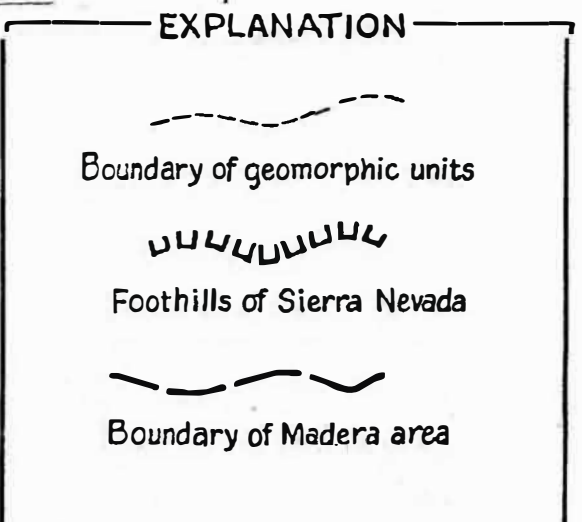 EXPLANATION
Boundary of geomorphic units
Foothills of Sierra Nevada
Boundary of Madera area